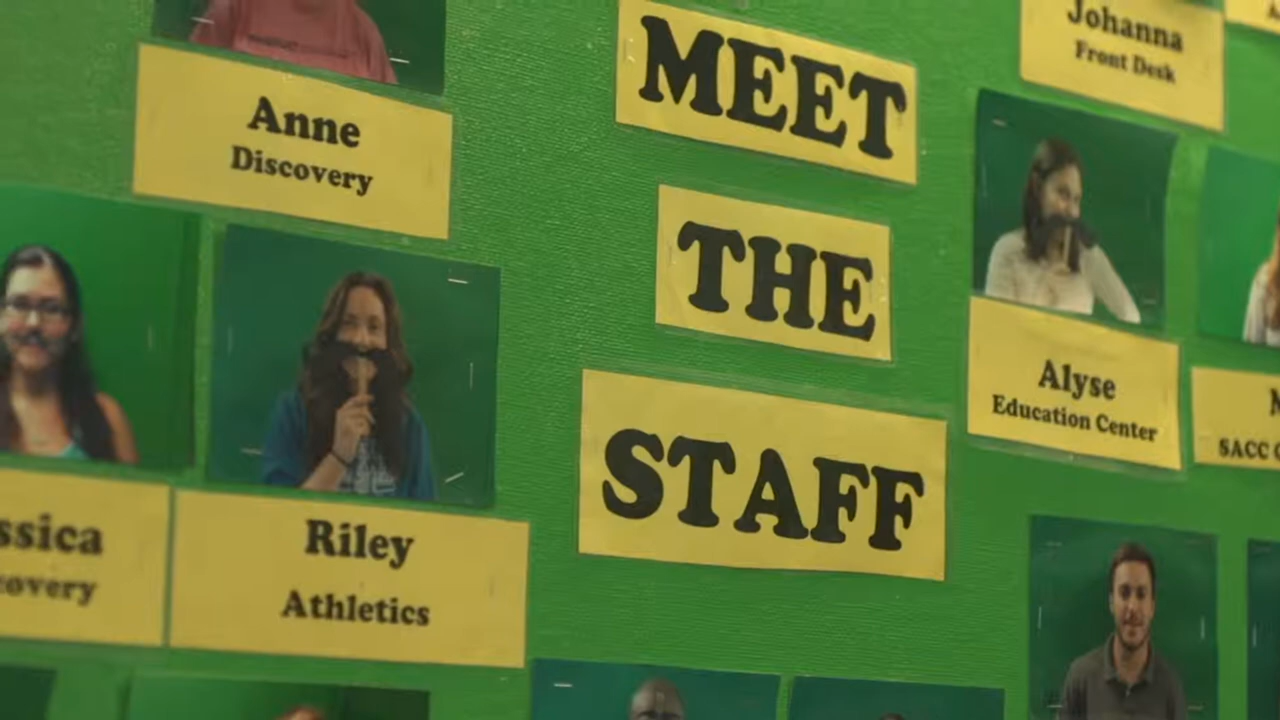 Anne
Discovery
MEET
THE
STAFF
Johanna
Front Desk
Alyse
Education Center
SACC
ssica
covery
Riley
Athletics